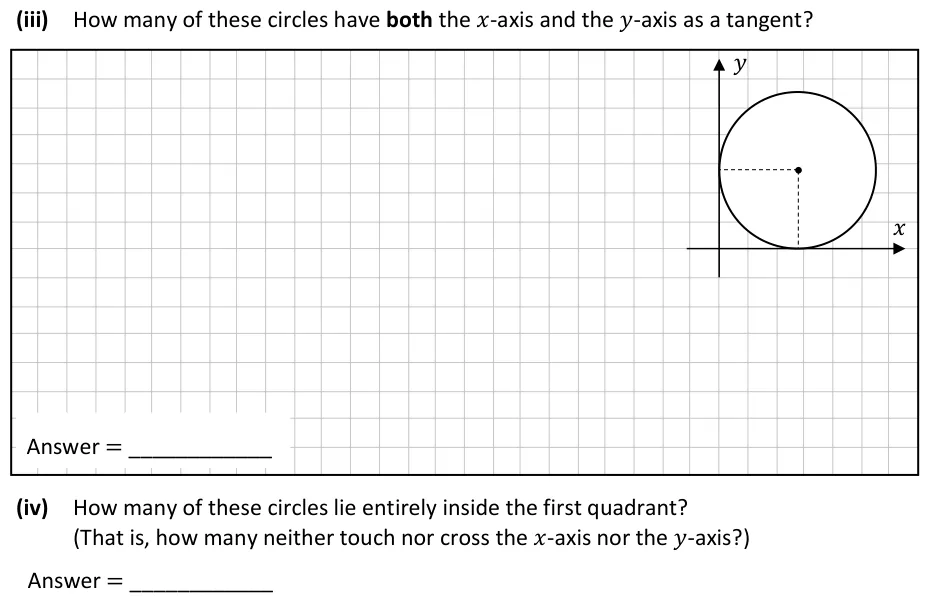 (iii) How many of these circles have both the x-axis and the y-axis as a tangent?
y
x
Answer = ____________
(iv) How many of these circles lie entirely inside the first quadrant?
(That is, how many neither touch nor cross the x-axis nor the y-axis?)
Answer = ____________